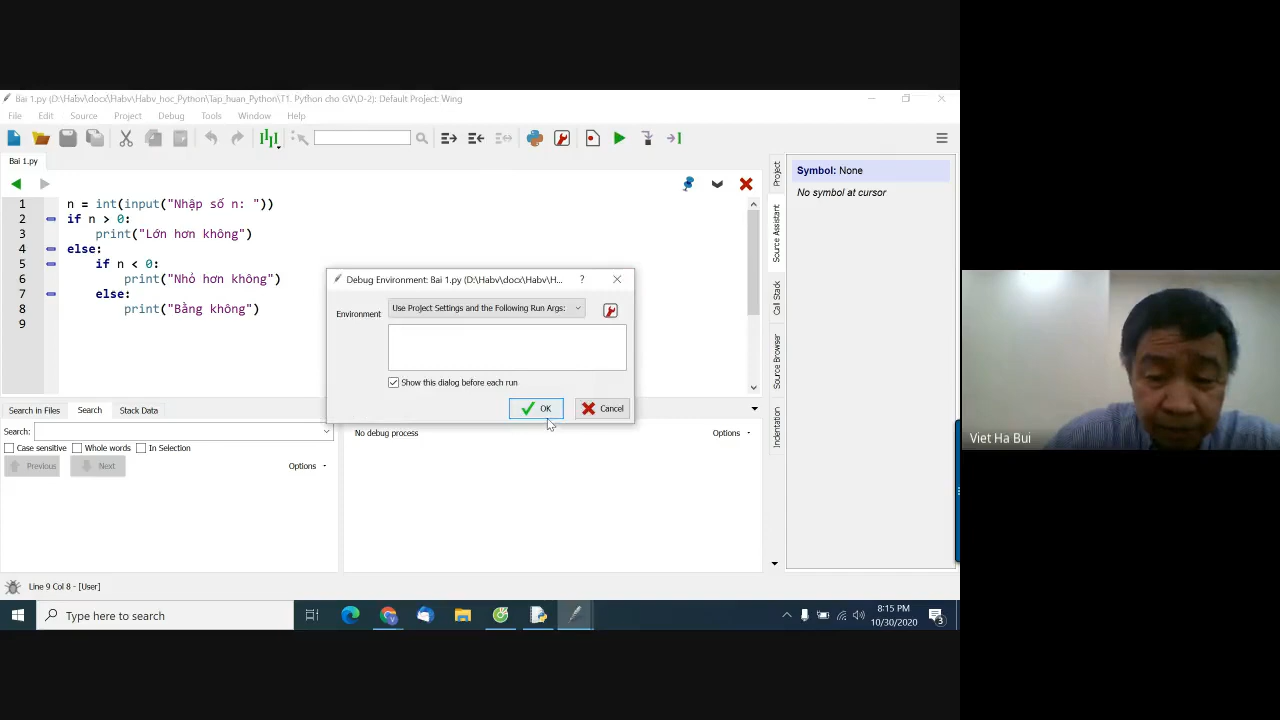 Bai 1.py (D:\Habv\docx\Habv\Habv_hoc_Python\Tap_huan_Python\T1. Python cho GV\D-2): Default Project: Wing
File Edit Source Project Debug Tools Window Help
Bai 1.py
1 n = int(input("Nhập số n: "))
2 if n > 0:
3 print("Lớn hơn không")
4 else:
5 if n < 0:
6 print("Nhỏ hơn không")
7 else:
8 print("Bằng không")
9
Debug Environment: Bai 1.py (D:\Habv\docx\Habv\H...
?
Environment
Use Project Settings and the Following Run Args:
Show this dialog before each run
OK
Cancel
Project
Source Assistant
Call Stack
Source Browser
Indentation
Symbol: None
No symbol at cursor
Search in Files Search Stack Data
Search:
Case sensitive Whole words In Selection
Previous Next Options
No debug process Options
Line 9 Col 8 - [User]
Type here to search
8:15 PM
10/30/2020
3
Viet Ha Bui